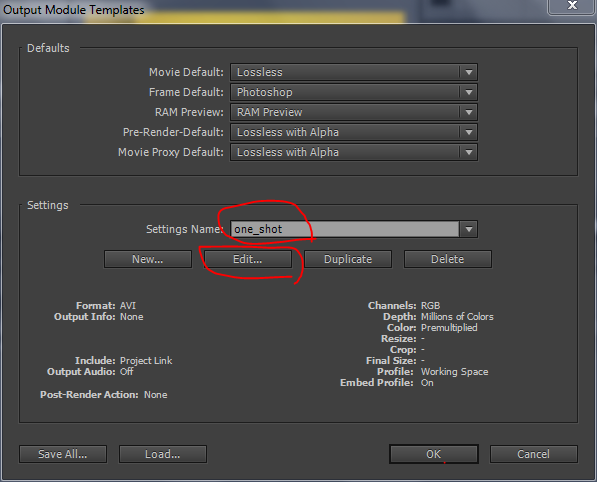 Output Module Templates
Defaults
Movie Default: Lossless
Frame Default: Photoshop
RAM Preview: RAM Preview
Pre-Render-Default: Lossless with Alpha
Movie Proxy Default: Lossless with Alpha
Settings
Settings Name: one_shot
New... Edit... Duplicate Delete
Format: AVI Channels: RGB
Output Info: None Depth: Millions of Colors
Color: Premultiplied
Resize: -
Crop: -
Include: Project Link Final Size: -
Output Audio: Off Profile: Working Space
Embed Profile: On
Post-Render Action: None
Save All... Load... OK Cancel